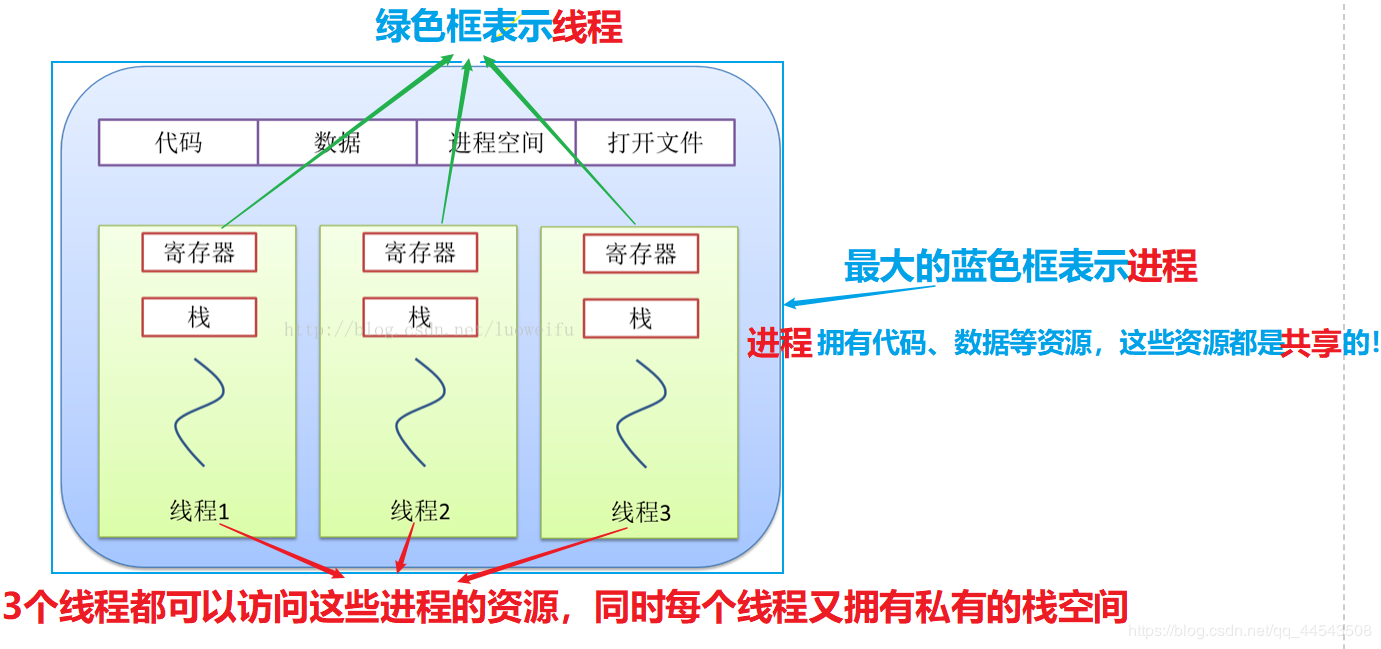 绿色框表示线程
代码 数据 进程空间 打开文件
寄存器 寄存器 寄存器
最大的蓝色框表示进程
栈 栈 栈
http://blog.csdn.net/luoweifu
进程 拥有代码、数据等资源，这些资源都是共享的!
线程1 线程2 线程3
3个线程都可以访问这些进程的资源，同时每个线程又拥有私有的栈空间
https://blog.csdn.net/qq_44543508